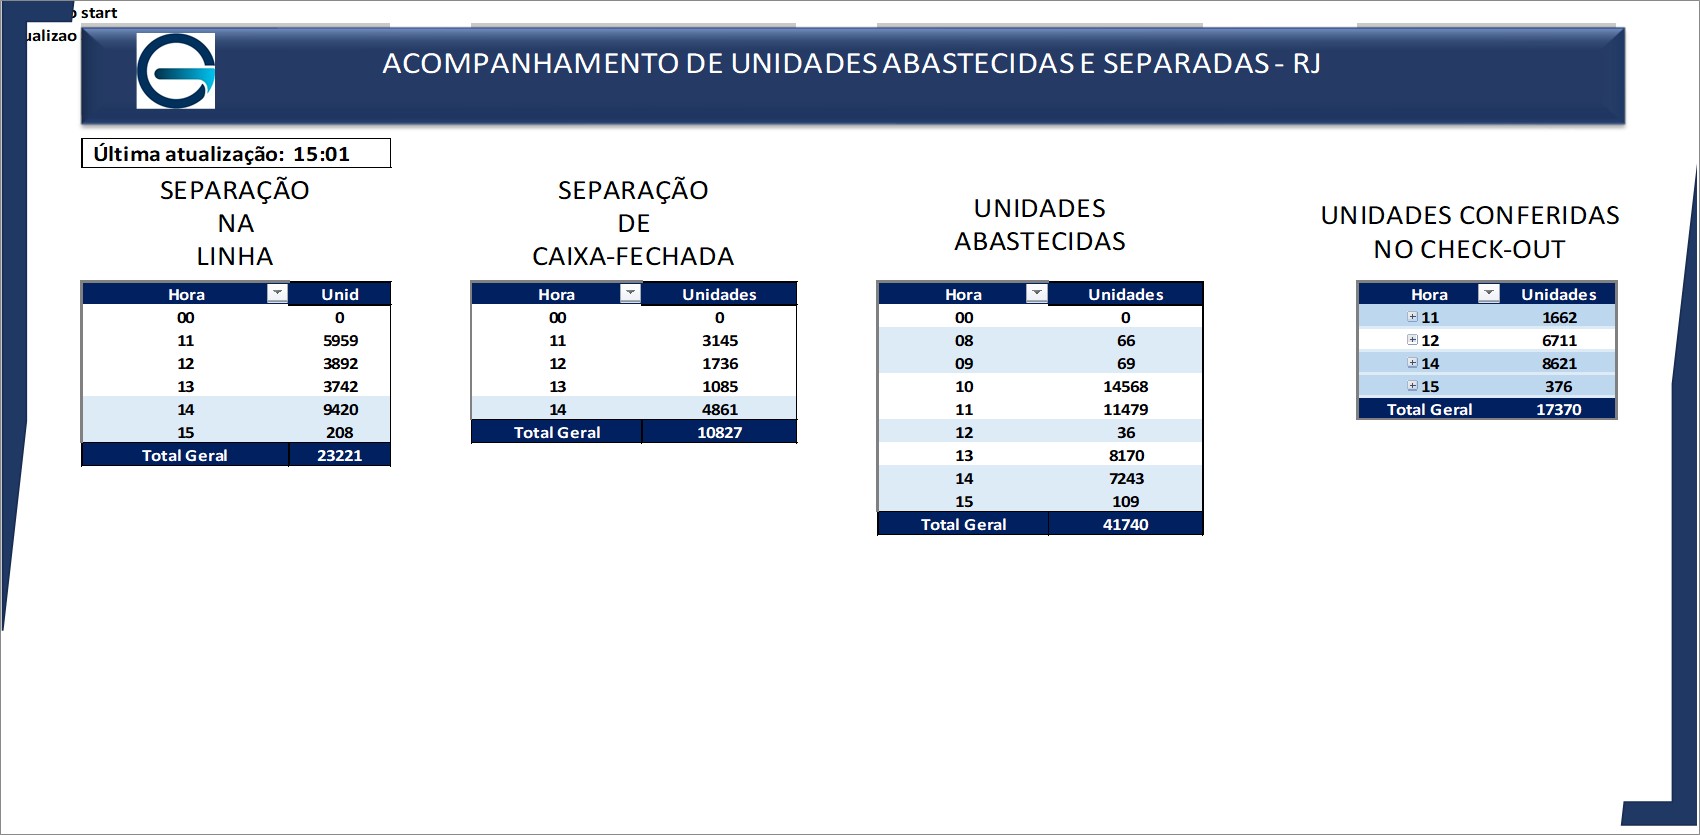 start
ualizao
ACOMPANHAMENTO DE UNIDADES ABASTECIDAS E SEPARADAS - RJ
Última atualização: 15:01
SEPARAÇÃO
NA
LINHA
Hora Unid
00 0
11 5959
12 3892
13 3742
14 9420
15 208
Total Geral 23221
SEPARAÇÃO
DE
CAIXA-FECHADA
Hora Unidades
00 0
11 3145
12 1736
13 1085
14 4861
Total Geral 10827
UNIDADES
ABASTECIDAS
Hora Unidades
00 0
08 66
09 69
10 14568
11 11479
12 36
13 8170
14 7243
15 109
Total Geral 41740
UNIDADES CONFERIDAS
NO CHECK-OUT
Hora Unidades
11 1662
12 6711
14 8621
15 376
Total Geral 17370